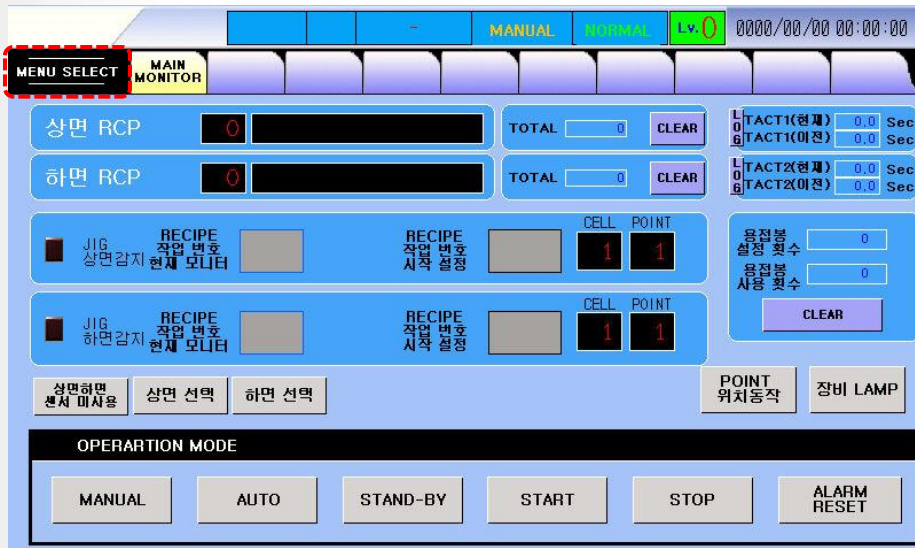 - MANUAL NORMAL Lv.0 0000/00/00 00:00:00
MENU SELECT
MAIN
MONITOR
상면 RCP 0
TOTAL 0 CLEAR
LOG
TACT1(현재) 0.0 Sec
TACT1(이전) 0.0 Sec
하면 RCP 0
TOTAL 0 CLEAR
LOG
TACT2(현재) 0.0 Sec
TACT2(이전) 0.0 Sec
JIG
상면감지
RECIPE
작업 번호
현재 모니터
RECIPE
작업 번호
시작 설정
CELL POINT
1 1
용접봉
설정 횟수
0
용접봉
사용 횟수
0
CLEAR
JIG
하면감지
RECIPE
작업 번호
현재 모니터
RECIPE
작업 번호
시작 설정
CELL POINT
1 1
상면하면
센서 미사용
상면 선택
하면 선택
POINT
위치동작
장비 LAMP
OPERARTION MODE
MANUAL
AUTO
STAND-BY
START
STOP
ALARM
RESET